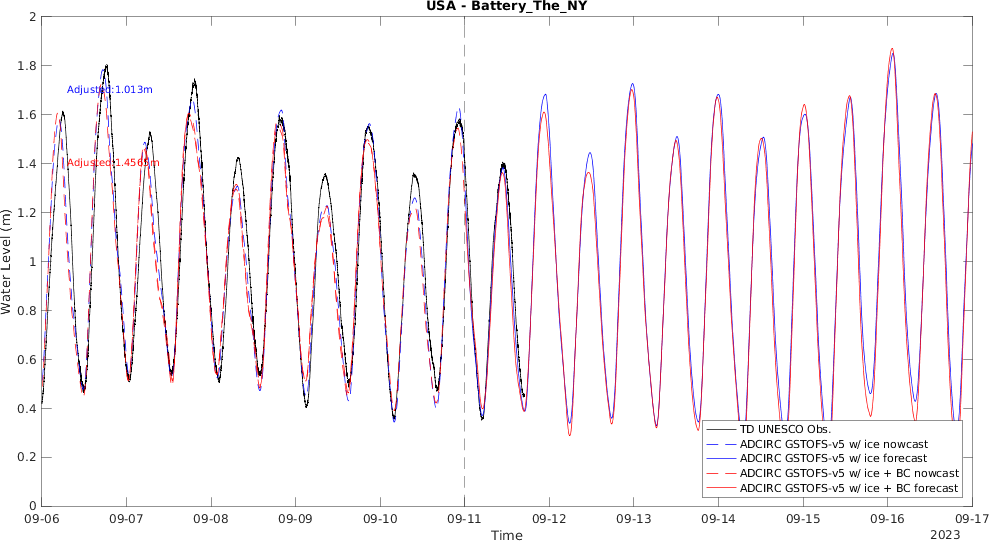 USA - Battery_The_NY
2
1.8
1.6
1.4
1.2
1
0.8
0.6
0.4
0.2
0
Water Level (m)
Adjusted:1.013m
TD UNESCO Obs.
ADCIRC GSTOFS-v5 w/ ice nowcast
ADCIRC GSTOFS-v5 w/ ice forecast
ADCIRC GSTOFS-v5 w/ ice + BC nowcast
ADCIRC GSTOFS-v5 w/ ice + BC forecast
09-06 09-07 09-08 09-09 09-10 09-11 09-12 09-13 09-14 09-15 09-16 09-17
Time
2023